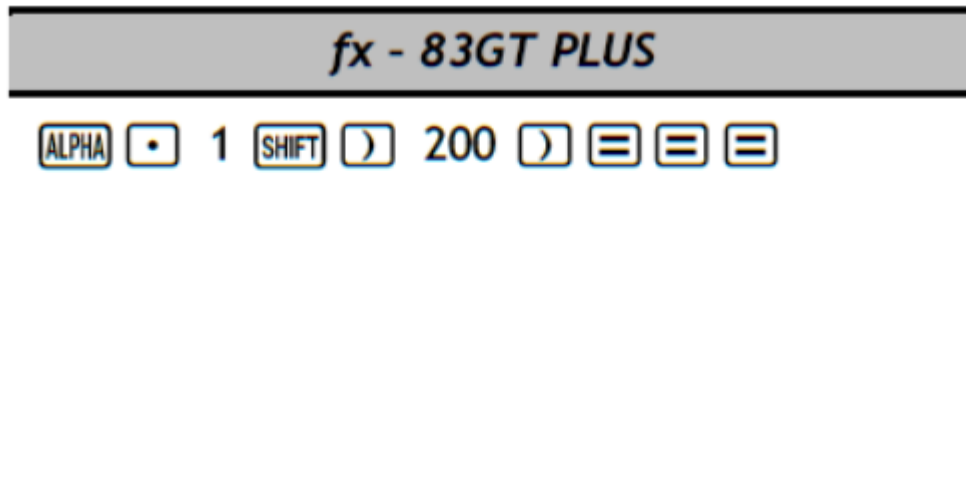 fx - 83GT PLUS
ALPHA · 1 SHIFT ) 200 ) = = =